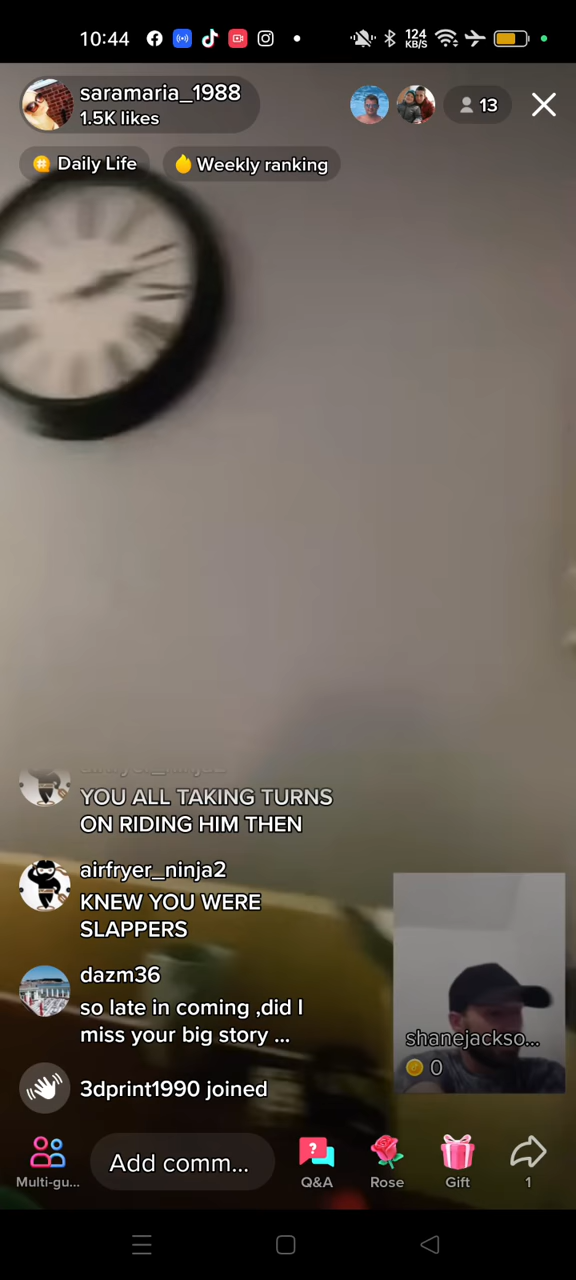 10:44
124
KB/S
saramaria_1988
1.5K likes
13
Daily Life
Weekly ranking
YOU ALL TAKING TURNS
ON RIDING HIM THEN
airfryer_ninja2
KNEW YOU WERE
SLAPPERS
dazm36
so late in coming ,did I
miss your big story ...
shanejackso...
0
3dprint1990 joined
Add comm...
Multi-gu...
Q&A
Rose
Gift
1